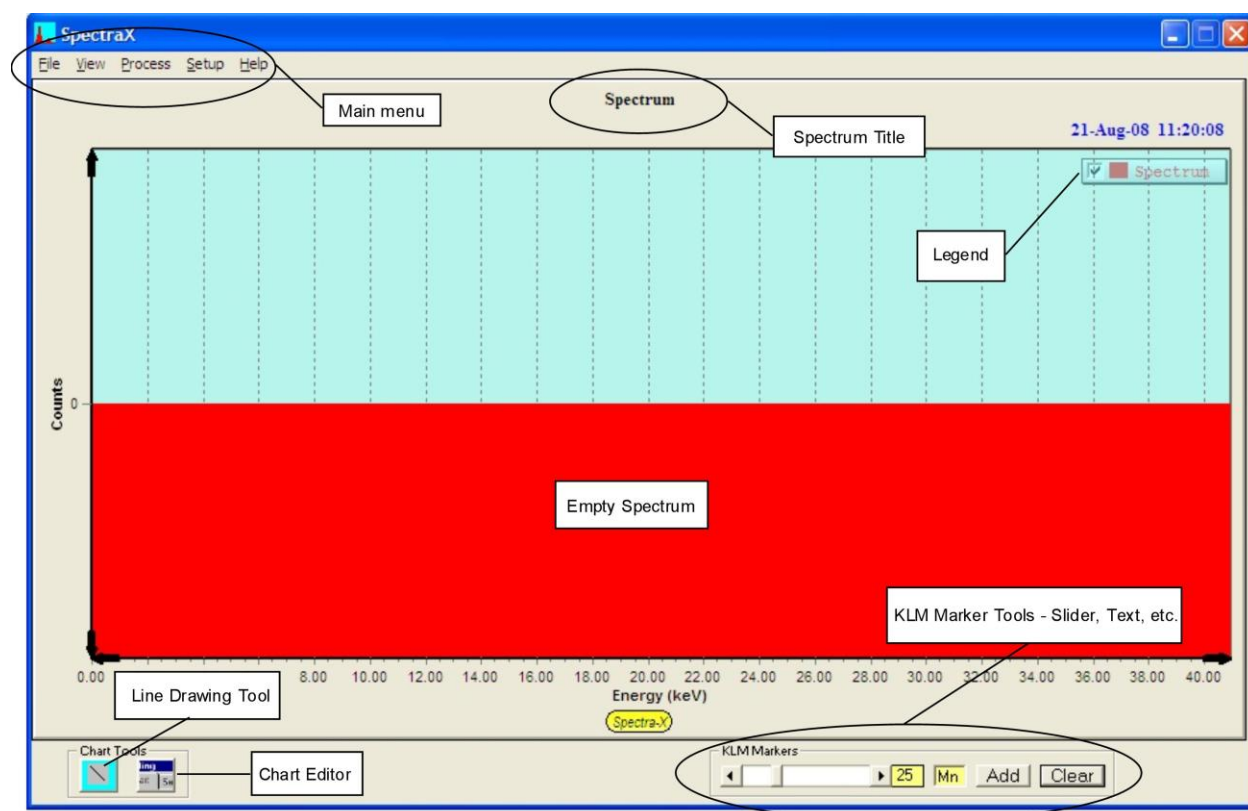 SpectraX
File View Process Setup Help
Main menu
Spectrum
Spectrum Title
21-Aug-08 11:20:08
Spectrum
Legend
Counts
0
Empty Spectrum
KLM Marker Tools - Slider, Text, etc.
0.00 8.00 10.00 12.00 14.00 16.00 18.00 20.00 22.00 24.00 26.00 28.00 30.00 32.00 34.00 36.00 38.00 40.00
Energy (keV)
Line Drawing Tool
Spectra-X
Chart Tools
Chart Editor
KLM Markers
25 Mn Add Clear